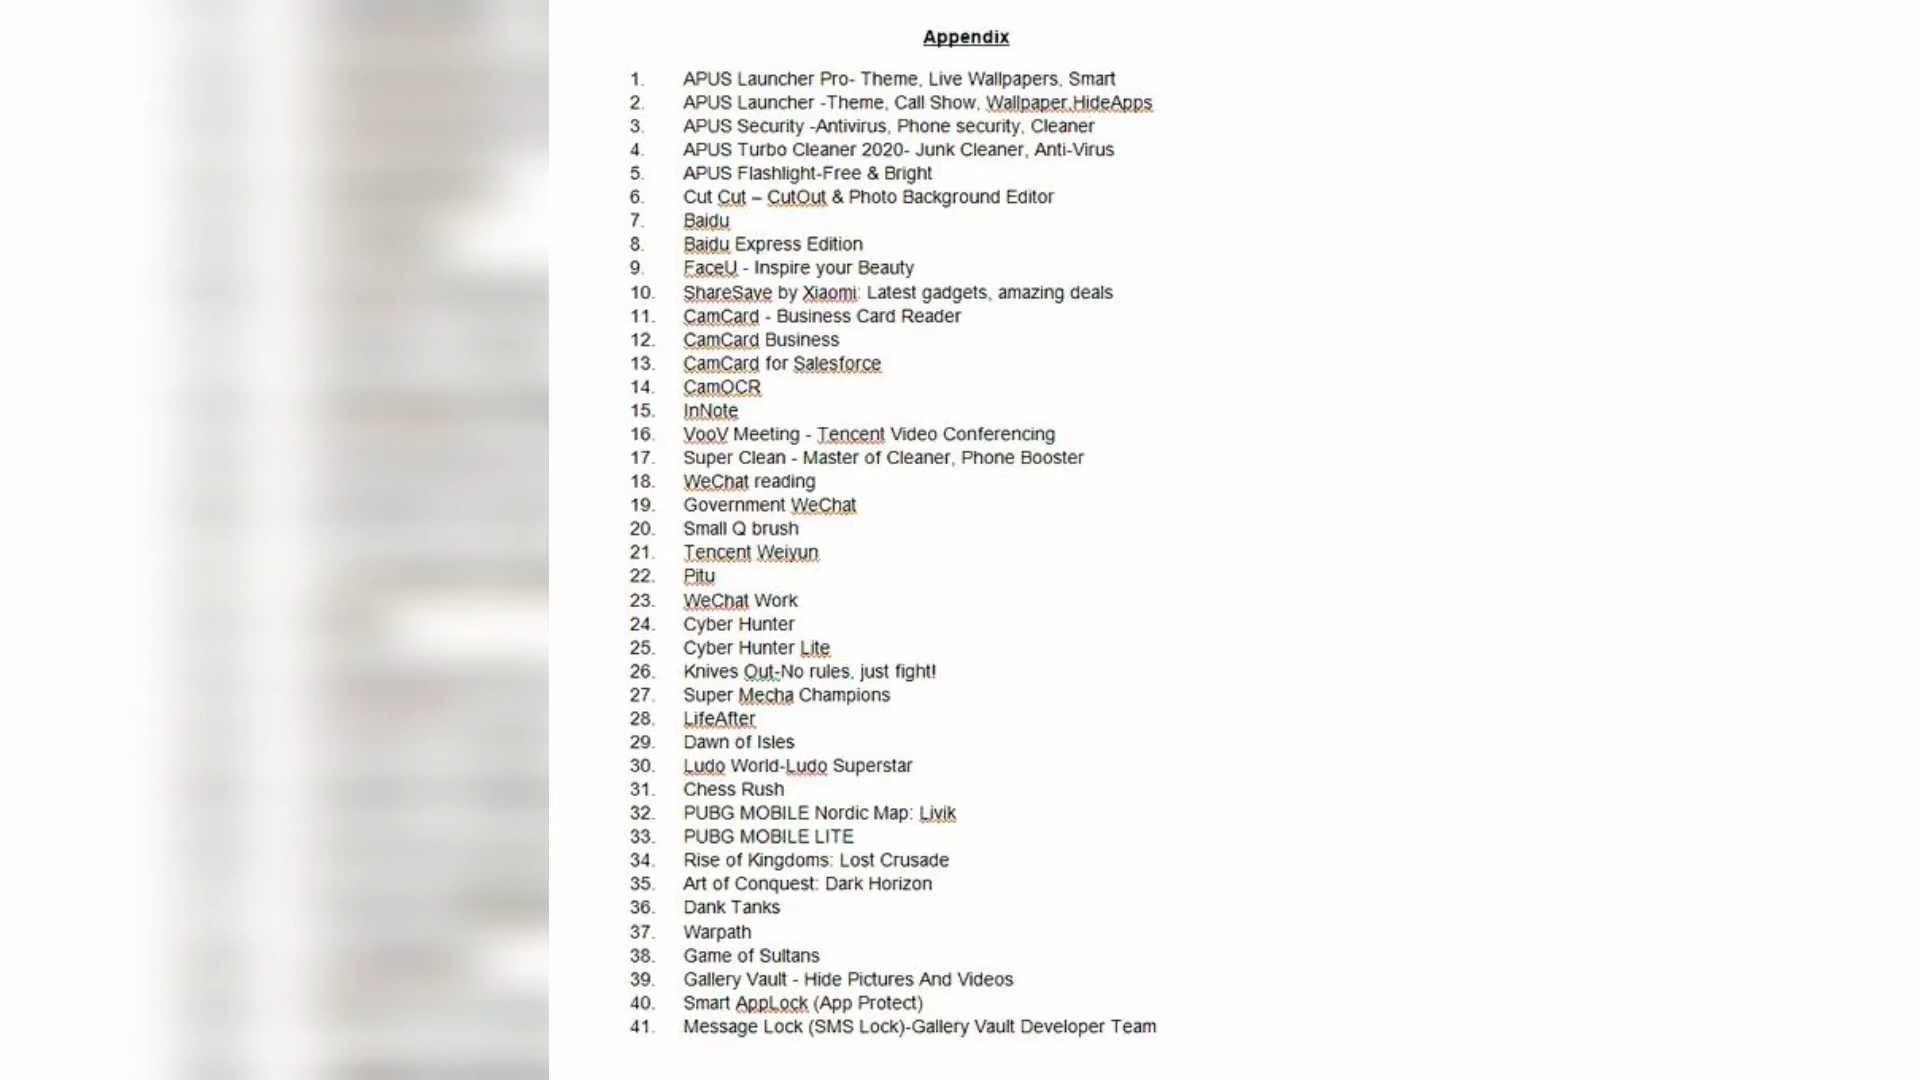 Appendix
1. APUS Launcher Pro- Theme, Live Wallpapers, Smart
2. APUS Launcher -Theme, Call Show, Wallpaper,HideApps
3. APUS Security -Antivirus, Phone security, Cleaner
4. APUS Turbo Cleaner 2020- Junk Cleaner, Anti-Virus
5. APUS Flashlight-Free & Bright
6. Cut Cut – CutOut & Photo Background Editor
7. Baidu
8. Baidu Express Edition
9. FaceU - Inspire your Beauty
10. ShareSave by Xiaomi: Latest gadgets, amazing deals
11. CamCard - Business Card Reader
12. CamCard Business
13. CamCard for Salesforce
14. CamOCR
15. InNote
16. VooV Meeting - Tencent Video Conferencing
17. Super Clean - Master of Cleaner, Phone Booster
18. WeChat reading
19. Government WeChat
20. Small Q brush
21. Tencent Weiyun
22. Pitu
23. WeChat Work
24. Cyber Hunter
25. Cyber Hunter Lite
26. Knives Out-No rules, just fight!
27. Super Mecha Champions
28. LifeAfter
29. Dawn of Isles
30. Ludo World-Ludo Superstar
31. Chess Rush
32. PUBG MOBILE Nordic Map: Livik
33. PUBG MOBILE LITE
34. Rise of Kingdoms: Lost Crusade
35. Art of Conquest: Dark Horizon
36. Dank Tanks
37. Warpath
38. Game of Sultans
39. Gallery Vault - Hide Pictures And Videos
40. Smart AppLock (App Protect)
41. Message Lock (SMS Lock)-Gallery Vault Developer Team